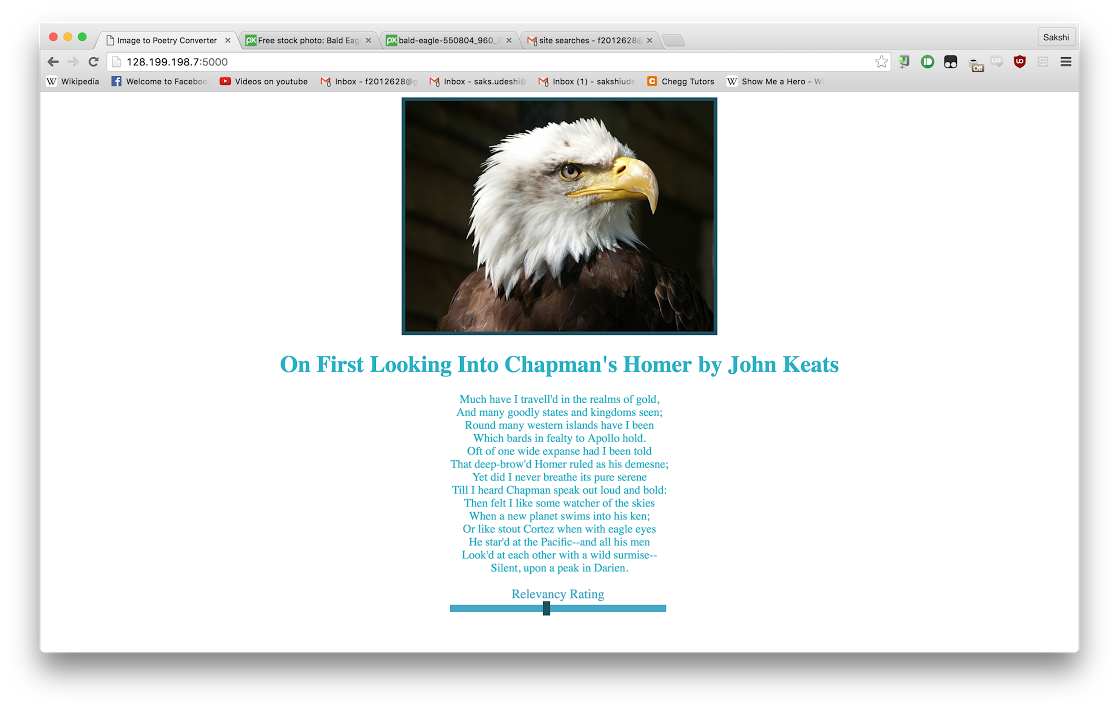 Image to Poetry Converter
Free stock photo: Bald Eag
bald-eagle-550804_960_7
site searches - f2012628@
Sakshi
128.199.198.7:5000
Off
Wikipedia
Welcome to Faceboo
Videos on youtube
Inbox - f2012628@g
Inbox - saks.udeshi@
Inbox (1) - sakshiude
Chegg Tutors
Show Me a Hero - Wi
On First Looking Into Chapman's Homer by John Keats
Much have I travell'd in the realms of gold,
And many goodly states and kingdoms seen;
Round many western islands have I been
Which bards in fealty to Apollo hold.
Oft of one wide expanse had I been told
That deep-brow'd Homer ruled as his demesne;
Yet did I never breathe its pure serene
Till I heard Chapman speak out loud and bold:
Then felt I like some watcher of the skies
When a new planet swims into his ken;
Or like stout Cortez when with eagle eyes
He star'd at the Pacific--and all his men
Look'd at each other with a wild surmise--
Silent, upon a peak in Darien.
Relevancy Rating